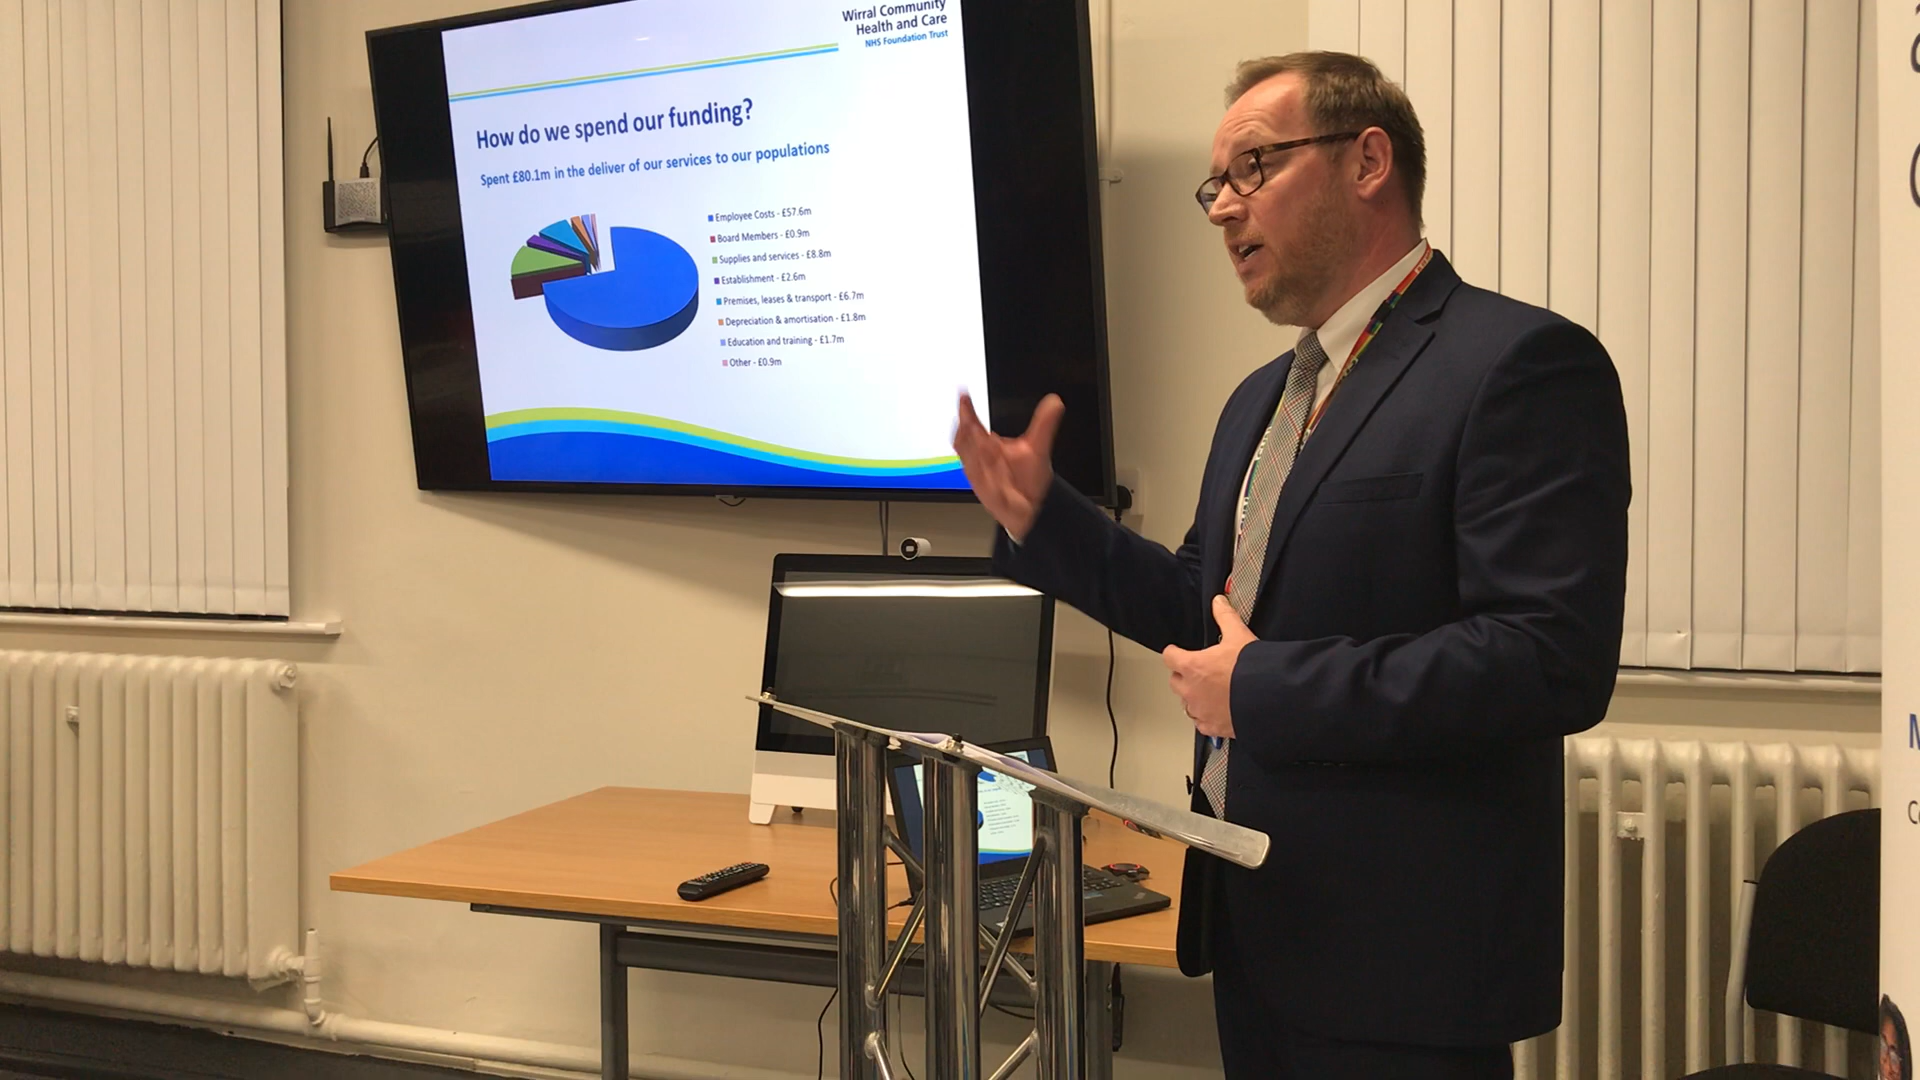 Wirral Community
Health and Care
NHS Foundation Trust
How do we spend our funding?
Spent £80.1m in the deliver of our services to our populations
Employee Costs - £57.6m
Board Members - £0.9m
Supplies and services - £8.8m
Establishment - £2.6m
Premises, leases & transport - £6.7m
Depreciation & amortisation - £1.8m
Education and training - £1.7m
Other - £0.9m